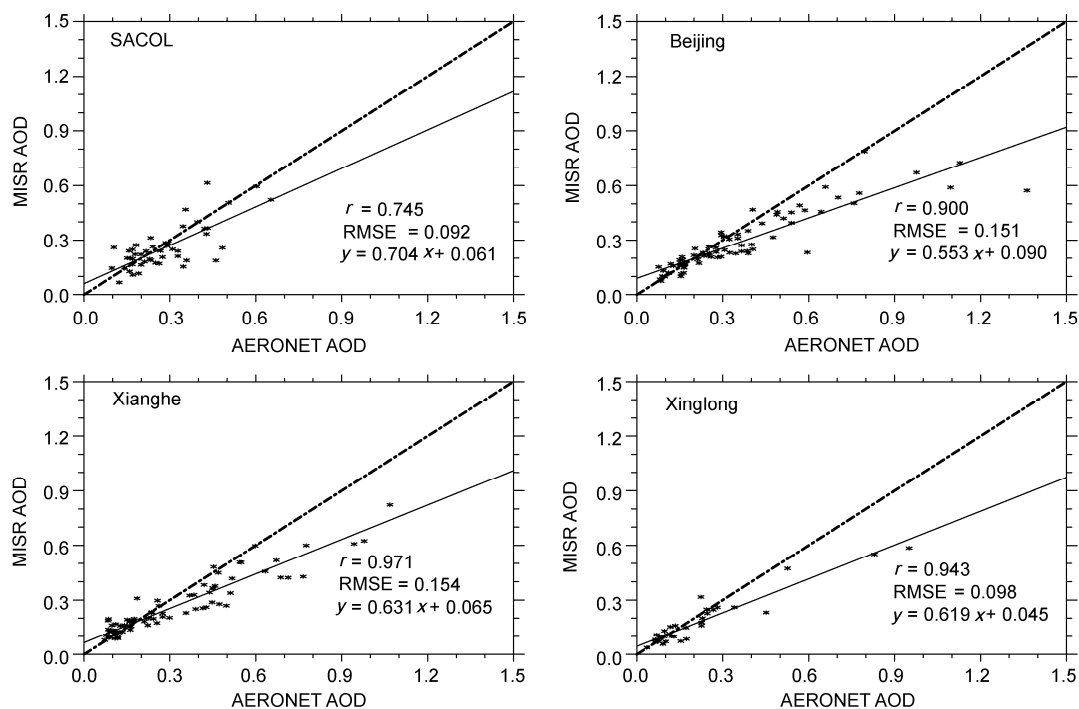 SACOL
1.5
1.2
0.9
0.6
0.3
0.0
MISR AOD
r = 0.745
RMSE = 0.092
y = 0.704 x + 0.061
0.0 0.3 0.6 0.9 1.2 1.5
AERONET AOD
Beijing
1.5
1.2
0.9
0.6
0.3
0.0
MISR AOD
r = 0.900
RMSE = 0.151
y = 0.553 x + 0.090
0.0 0.3 0.6 0.9 1.2 1.5
AERONET AOD
Xianghe
1.5
1.2
0.9
0.6
0.3
0.0
MISR AOD
r = 0.971
RMSE = 0.154
y = 0.631 x + 0.065
0.0 0.3 0.6 0.9 1.2 1.5
AERONET AOD
Xinglong
1.5
1.2
0.9
0.6
0.3
0.0
MISR AOD
r = 0.943
RMSE = 0.098
y = 0.619 x + 0.045
0.0 0.3 0.6 0.9 1.2 1.5
AERONET AOD